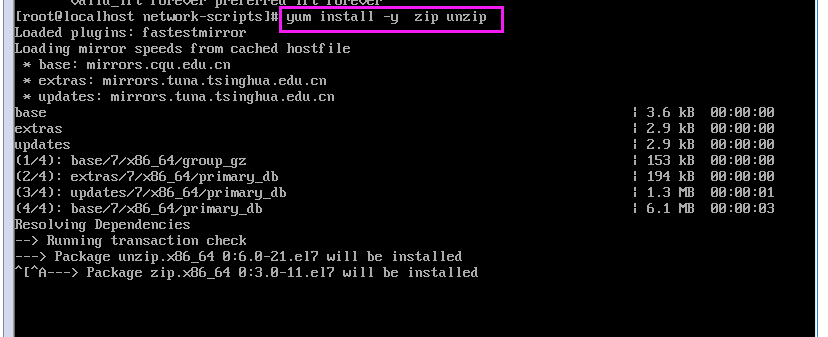 valid_lft forever preferred_lft forever
[root@localhost network-scripts]# yum install -y  zip unzip
Loaded plugins: fastestmirror
Loading mirror speeds from cached hostfile
 * base: mirrors.cqu.edu.cn
 * extras: mirrors.tuna.tsinghua.edu.cn
 * updates: mirrors.tuna.tsinghua.edu.cn
base | 3.6 kB  00:00:00
extras | 2.9 kB  00:00:00
updates | 2.9 kB  00:00:00
(1/4): base/7/x86_64/group_gz | 153 kB  00:00:00
(2/4): extras/7/x86_64/primary_db | 194 kB  00:00:00
(3/4): updates/7/x86_64/primary_db | 1.3 MB  00:00:01
(4/4): base/7/x86_64/primary_db | 6.1 MB  00:00:03
Resolving Dependencies
--> Running transaction check
---> Package unzip.x86_64 0:6.0-21.el7 will be installed
^[^A---> Package zip.x86_64 0:3.0-11.el7 will be installed